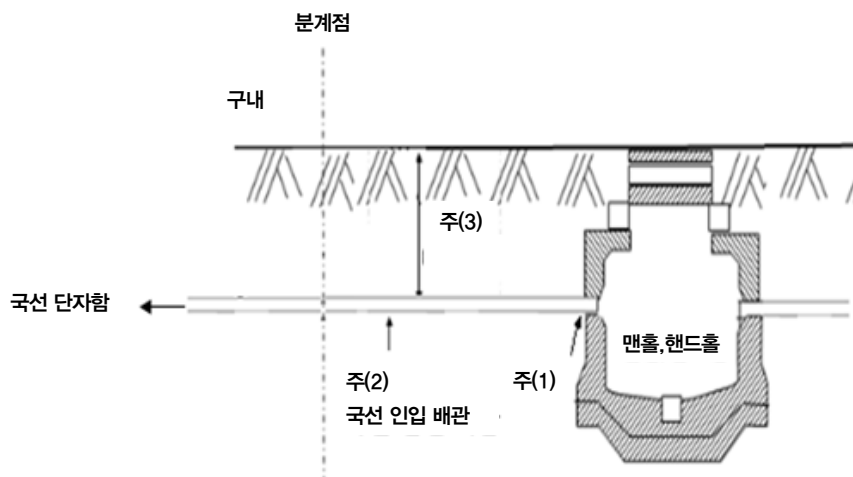 분계점
구내
주(3)
국선 단자함
맨홀,핸드홀
주(2)
주(1)
국선 인입 배관